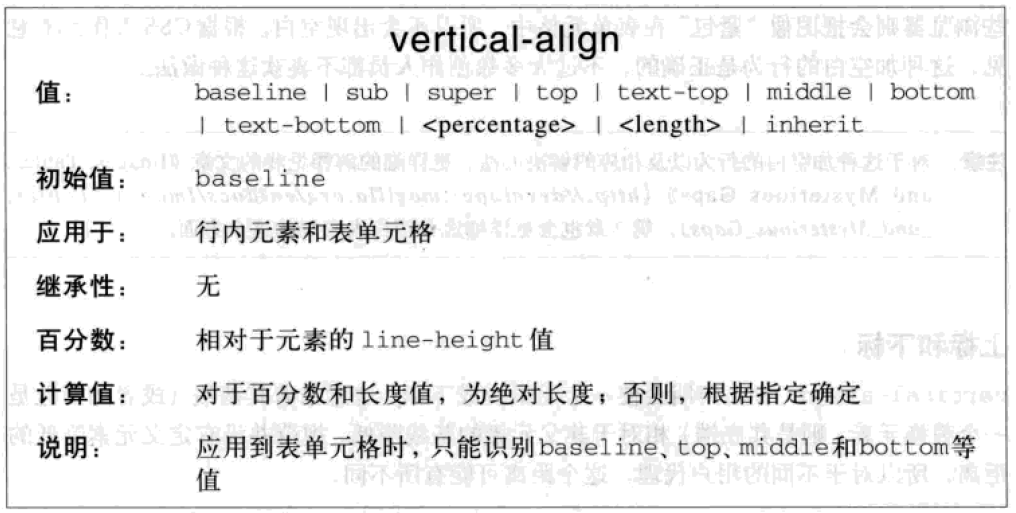 vertical-align
值： baseline | sub | super | top | text-top | middle | bottom
| text-bottom | <percentage> | <length> | inherit
初始值： baseline
应用于： 行内元素和表单元格
继承性： 无
百分数： 相对于元素的 line-height 值
计算值： 对于百分数和长度值，为绝对长度；否则，根据指定确定
说明： 应用到表单元格时，只能识别baseline、top、middle和bottom等
值